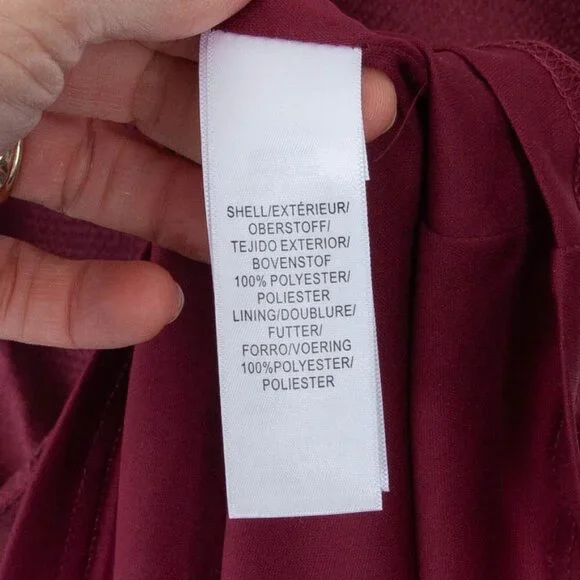 SHELL/EXTÉRIEUR/
OBERSTOFF/
TEJIDO EXTERIOR/
BOVENSTOF
100% POLYESTER/
POLIESTER
LINING/DOUBLURE/
FUTTER/
FORRO/VOERING
100%POLYESTER/
POLIESTER